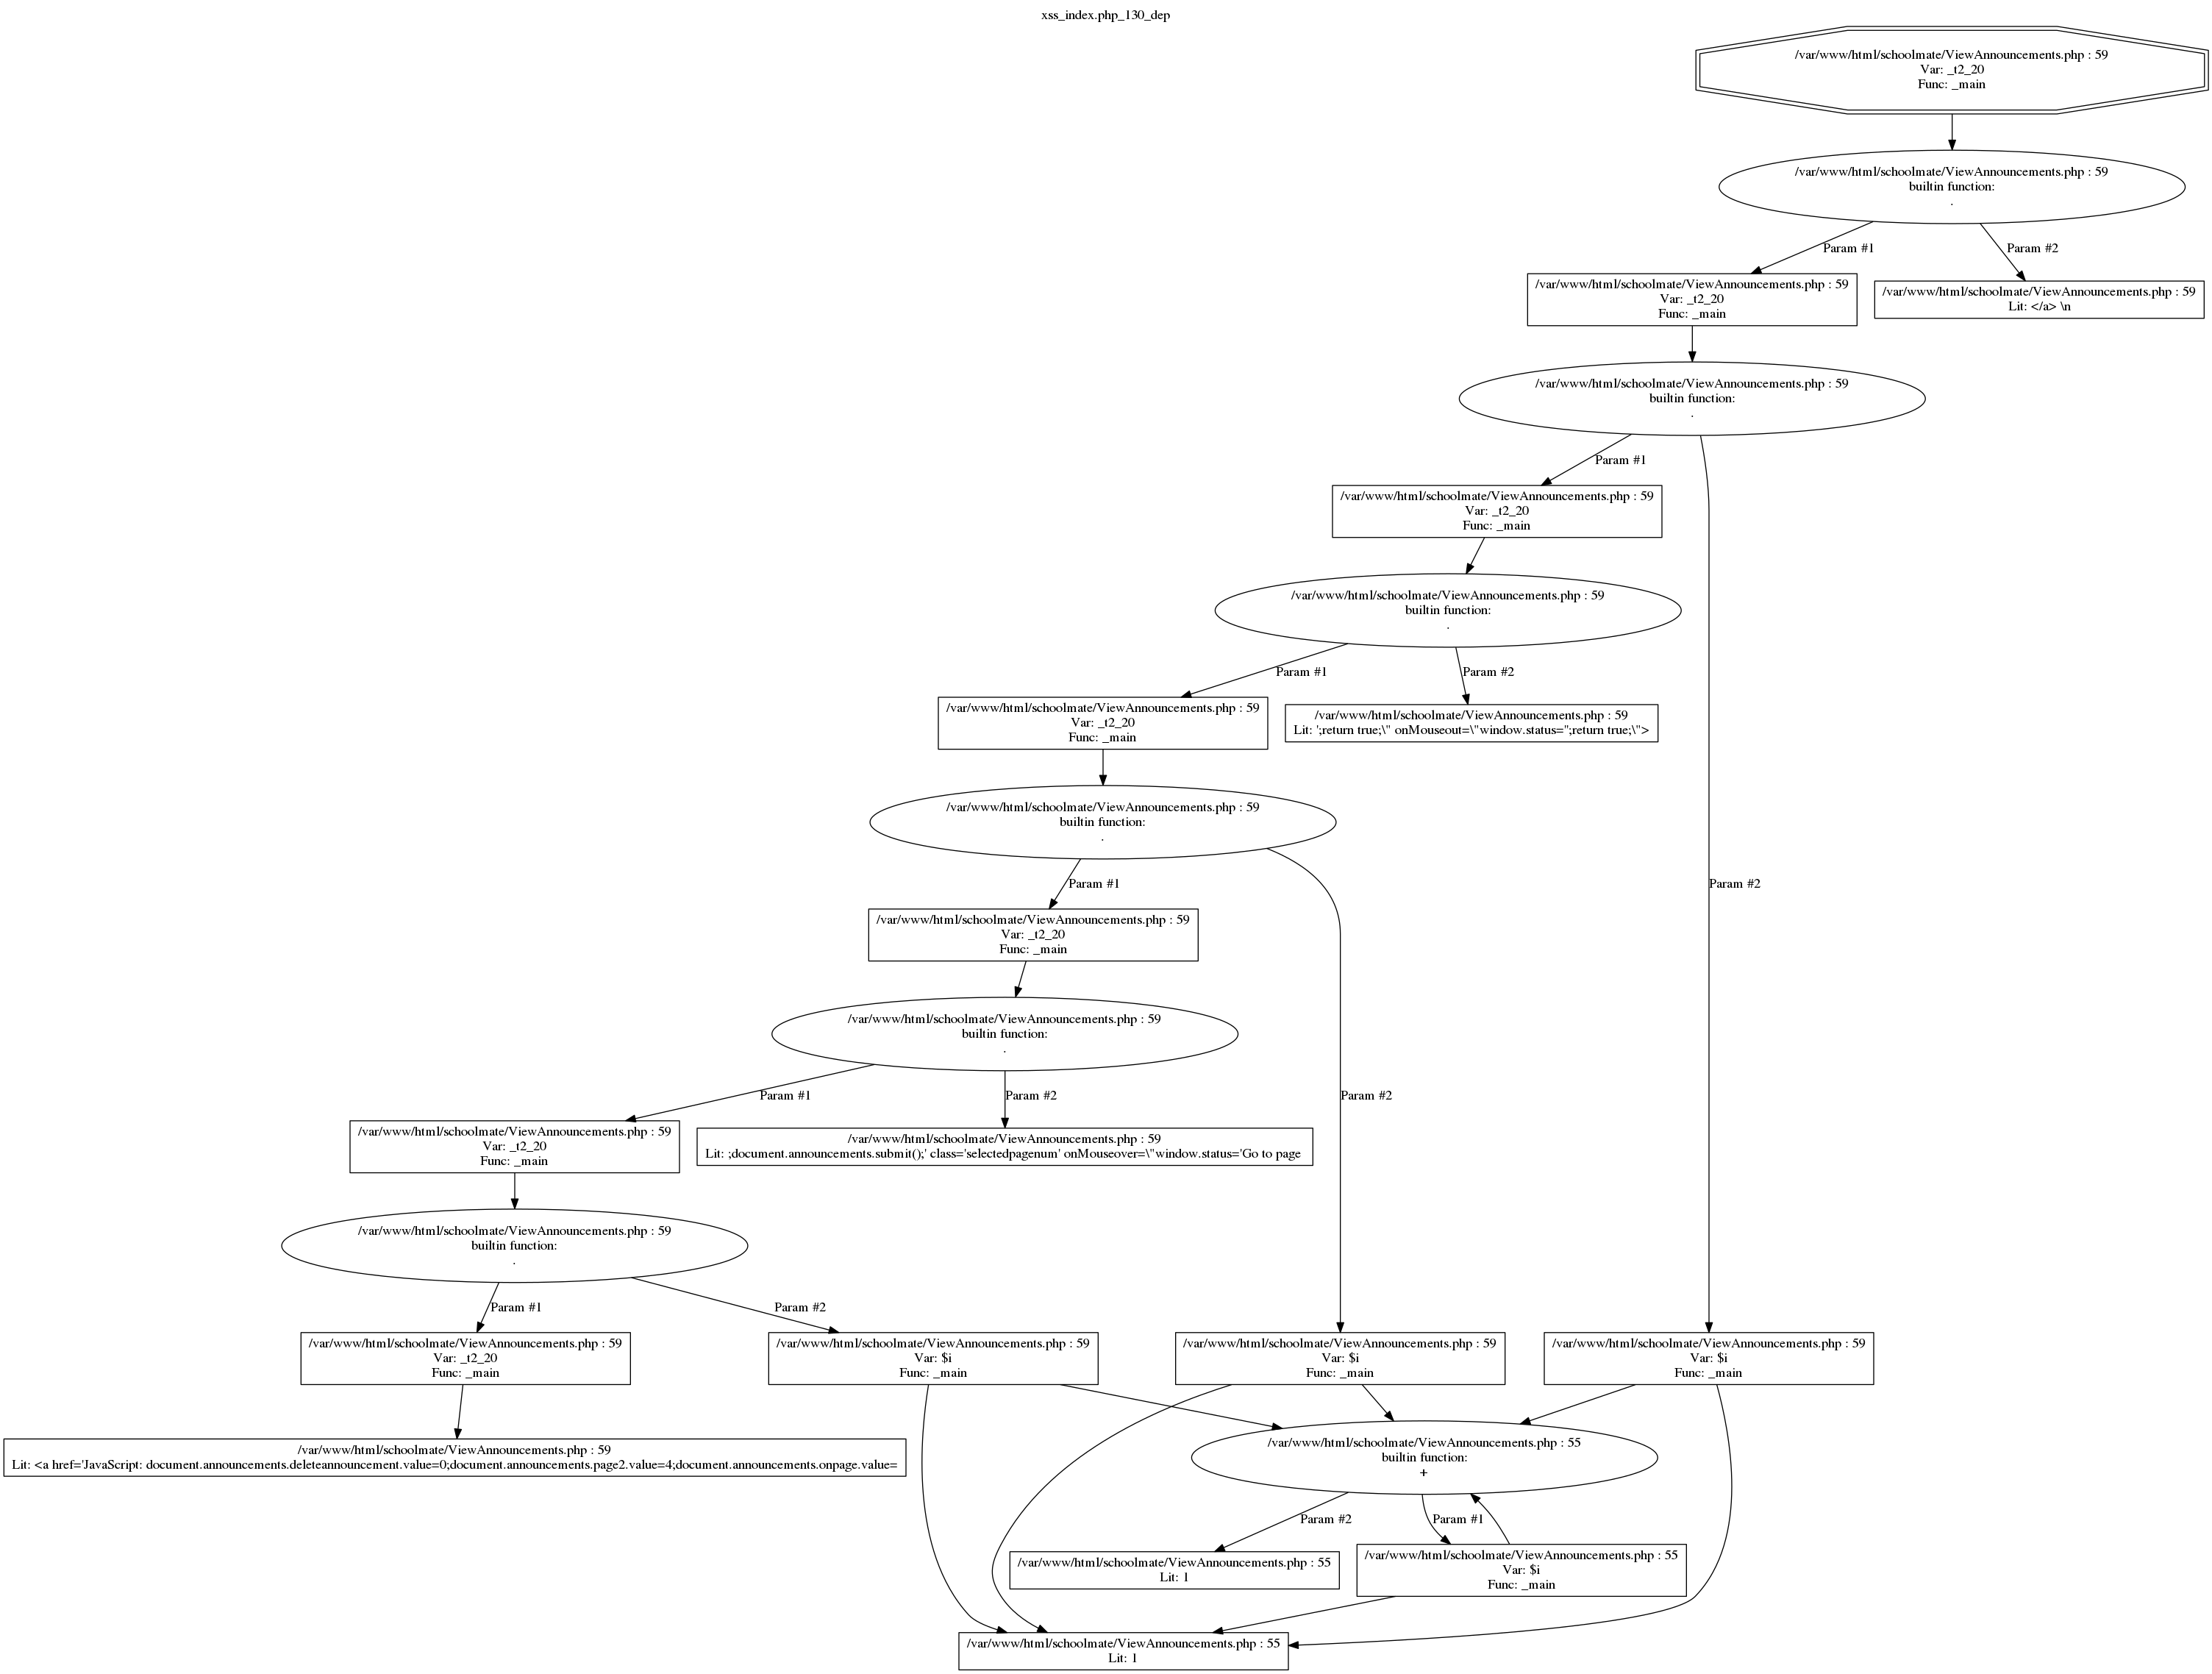 xss_index.php_130_dep
/var/www/html/schoolmate/ViewAnnouncements.php : 59
Var: _t2_20
Func: _main
/var/www/html/schoolmate/ViewAnnouncements.php : 59
builtin function:
.
Param #1
Param #2
/var/www/html/schoolmate/ViewAnnouncements.php : 59
Var: _t2_20
Func: _main
/var/www/html/schoolmate/ViewAnnouncements.php : 59
Lit: </a> \n
/var/www/html/schoolmate/ViewAnnouncements.php : 59
builtin function:
.
Param #1
/var/www/html/schoolmate/ViewAnnouncements.php : 59
Var: _t2_20
Func: _main
/var/www/html/schoolmate/ViewAnnouncements.php : 59
builtin function:
.
Param #1
Param #2
/var/www/html/schoolmate/ViewAnnouncements.php : 59
Var: _t2_20
Func: _main
/var/www/html/schoolmate/ViewAnnouncements.php : 59
Lit: ';return true;\" onMouseout=\"window.status='';return true;\">
/var/www/html/schoolmate/ViewAnnouncements.php : 59
builtin function:
.
Param #1
Param #2
/var/www/html/schoolmate/ViewAnnouncements.php : 59
Var: _t2_20
Func: _main
/var/www/html/schoolmate/ViewAnnouncements.php : 59
builtin function:
.
Param #1
Param #2
Param #2
/var/www/html/schoolmate/ViewAnnouncements.php : 59
Var: _t2_20
Func: _main
/var/www/html/schoolmate/ViewAnnouncements.php : 59
Lit: ;document.announcements.submit();' class='selectedpagenum' onMouseover=\"window.status='Go to page
/var/www/html/schoolmate/ViewAnnouncements.php : 59
builtin function:
.
Param #1
Param #2
/var/www/html/schoolmate/ViewAnnouncements.php : 59
Var: _t2_20
Func: _main
/var/www/html/schoolmate/ViewAnnouncements.php : 59
Var: $i
Func: _main
/var/www/html/schoolmate/ViewAnnouncements.php : 59
Var: $i
Func: _main
/var/www/html/schoolmate/ViewAnnouncements.php : 59
Var: $i
Func: _main
/var/www/html/schoolmate/ViewAnnouncements.php : 59
Lit: <a href='JavaScript: document.announcements.deleteannouncement.value=0;document.announcements.page2.value=4;document.announcements.onpage.value=
/var/www/html/schoolmate/ViewAnnouncements.php : 55
builtin function:
+
Param #2
Param #1
/var/www/html/schoolmate/ViewAnnouncements.php : 55
Lit: 1
/var/www/html/schoolmate/ViewAnnouncements.php : 55
Var: $i
Func: _main
/var/www/html/schoolmate/ViewAnnouncements.php : 55
Lit: 1